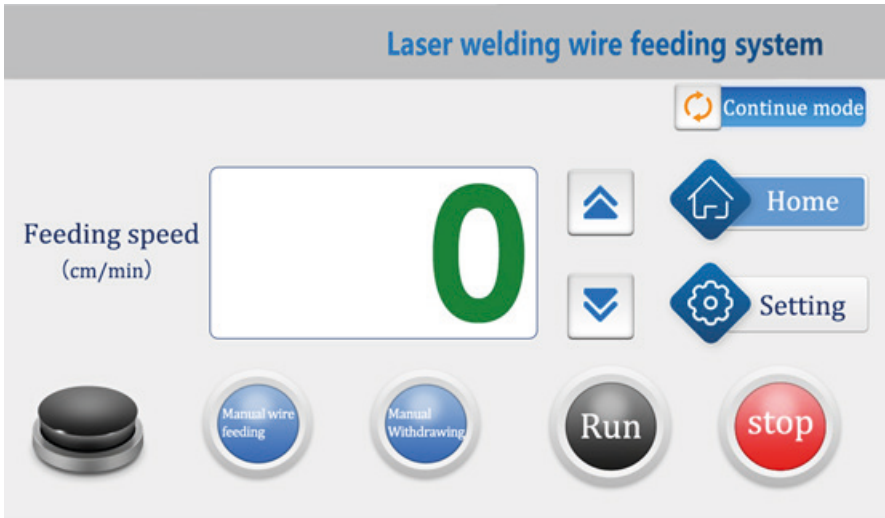 Laser welding wire feeding system
Continue mode
Home
Feeding speed
0
(cm/min)
Setting
Manual wire
feeding
Manual
Withdrawing
Run
stop